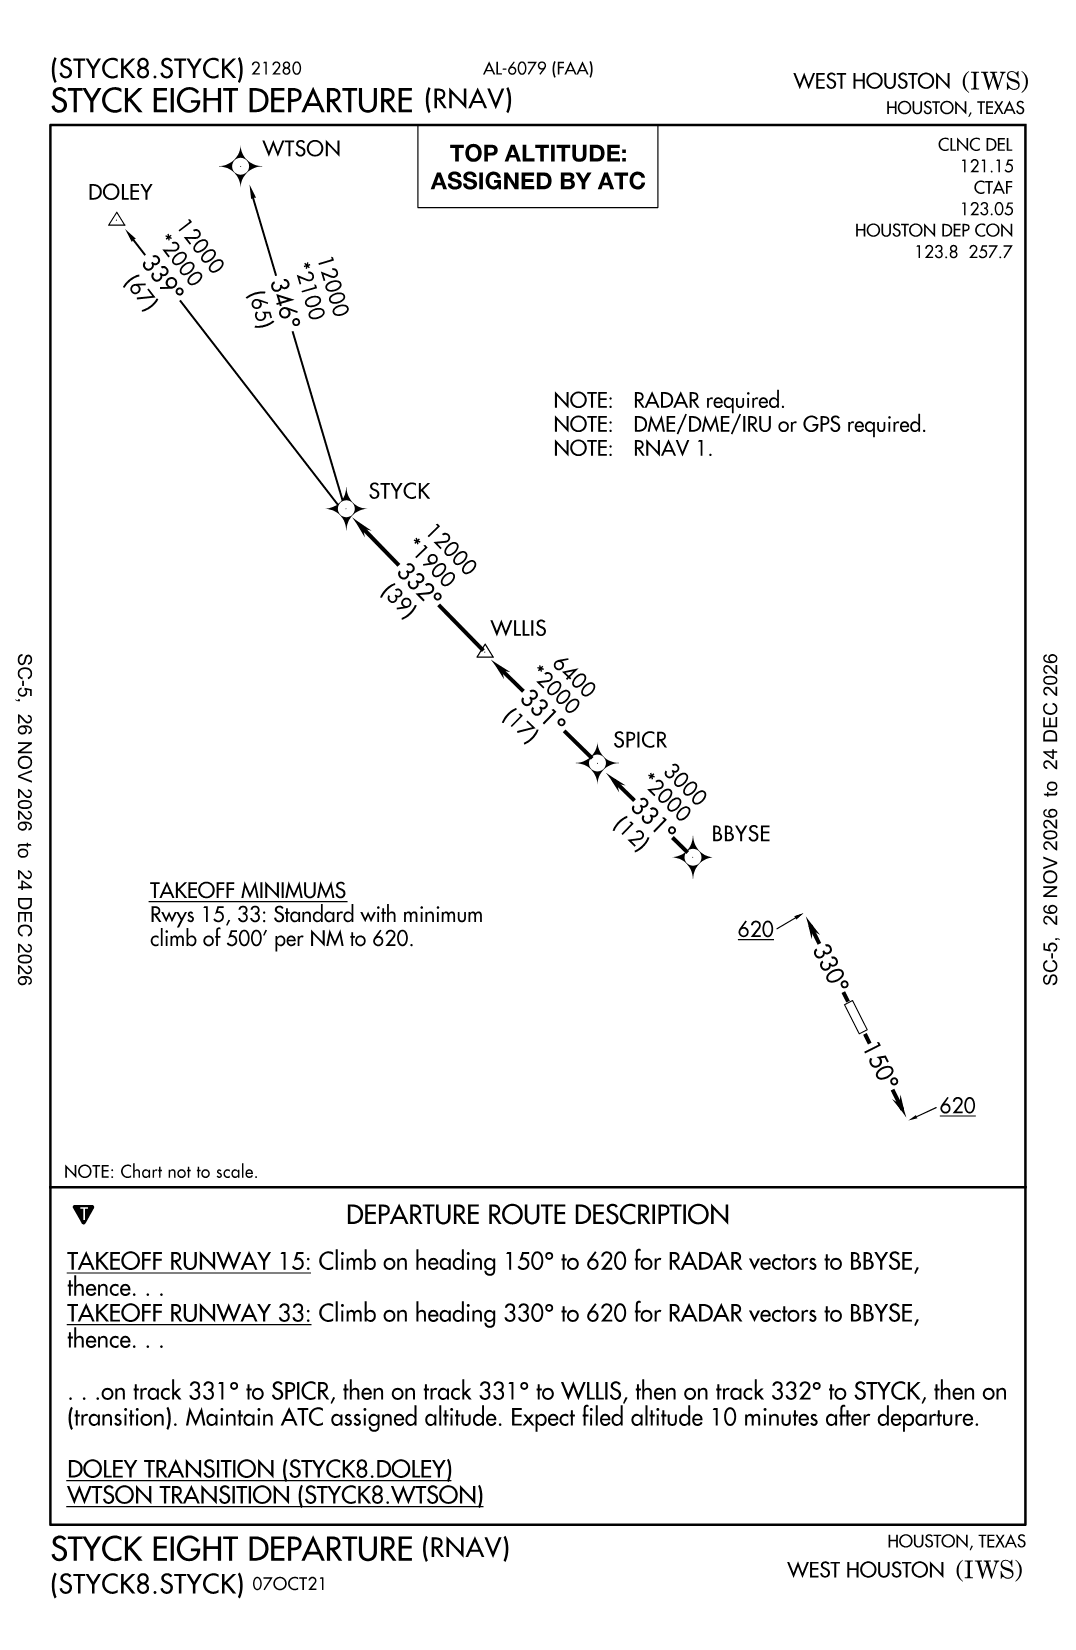 (STYCK8.STYCK) 21280
AL-6079 (FAA)
STYCK EIGHT DEPARTURE (RNAV)
WEST HOUSTON (IWS)
HOUSTON, TEXAS
TOP ALTITUDE:
ASSIGNED BY ATC
CLNC DEL
121.15
CTAF
123.05
HOUSTON DEP CON
123.8 257.7
WTSON
DOLEY
12000
*2000
339°
(67)
12000
*2100
346°
(65)
NOTE: RADAR required.
NOTE: DME/DME/IRU or GPS required.
NOTE: RNAV 1.
STYCK
12000
*1900
332°
(39)
WLLIS
6400
*2000
331°
(17)
SPICR
3000
*2000
331°
(12)
BBYSE
TAKEOFF MINIMUMS
Rwys 15, 33: Standard with minimum
climb of 500' per NM to 620.
620
330°
150°
620
NOTE: Chart not to scale.
SC-5, 26 NOV 2026 to 24 DEC 2026
SC-5, 26 NOV 2026 to 24 DEC 2026
T
DEPARTURE ROUTE DESCRIPTION
TAKEOFF RUNWAY 15: Climb on heading 150° to 620 for RADAR vectors to BBYSE,
thence. . .
TAKEOFF RUNWAY 33: Climb on heading 330° to 620 for RADAR vectors to BBYSE,
thence. . .
. . .on track 331° to SPICR, then on track 331° to WLLIS, then on track 332° to STYCK, then on
(transition). Maintain ATC assigned altitude. Expect filed altitude 10 minutes after departure.
DOLEY TRANSITION (STYCK8.DOLEY)
WTSON TRANSITION (STYCK8.WTSON)
STYCK EIGHT DEPARTURE (RNAV)
(STYCK8.STYCK) 07OCT21
HOUSTON, TEXAS
WEST HOUSTON (IWS)